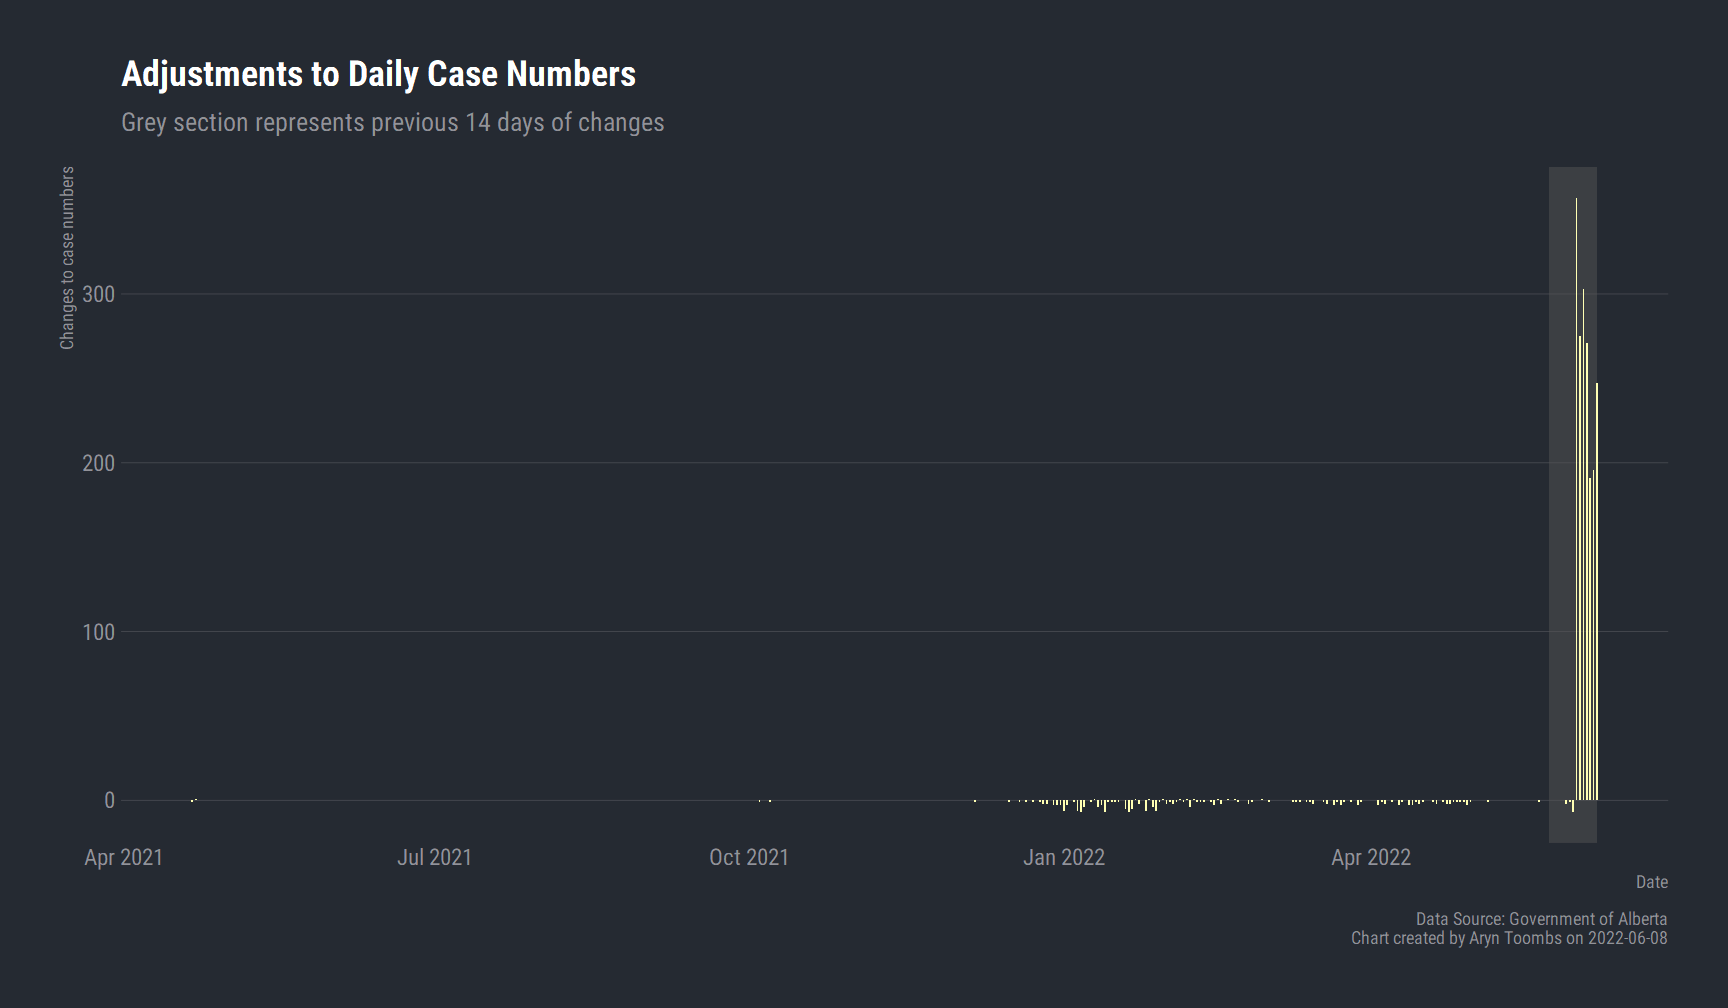 Adjustments to Daily Case Numbers
Grey section represents previous 14 days of changes
Changes to case numbers
300
200
100
0
Apr 2021
Jul 2021
Oct 2021
Jan 2022
Apr 2022
Date
Data Source: Government of Alberta
Chart created by Aryn Toombs on 2022-06-08